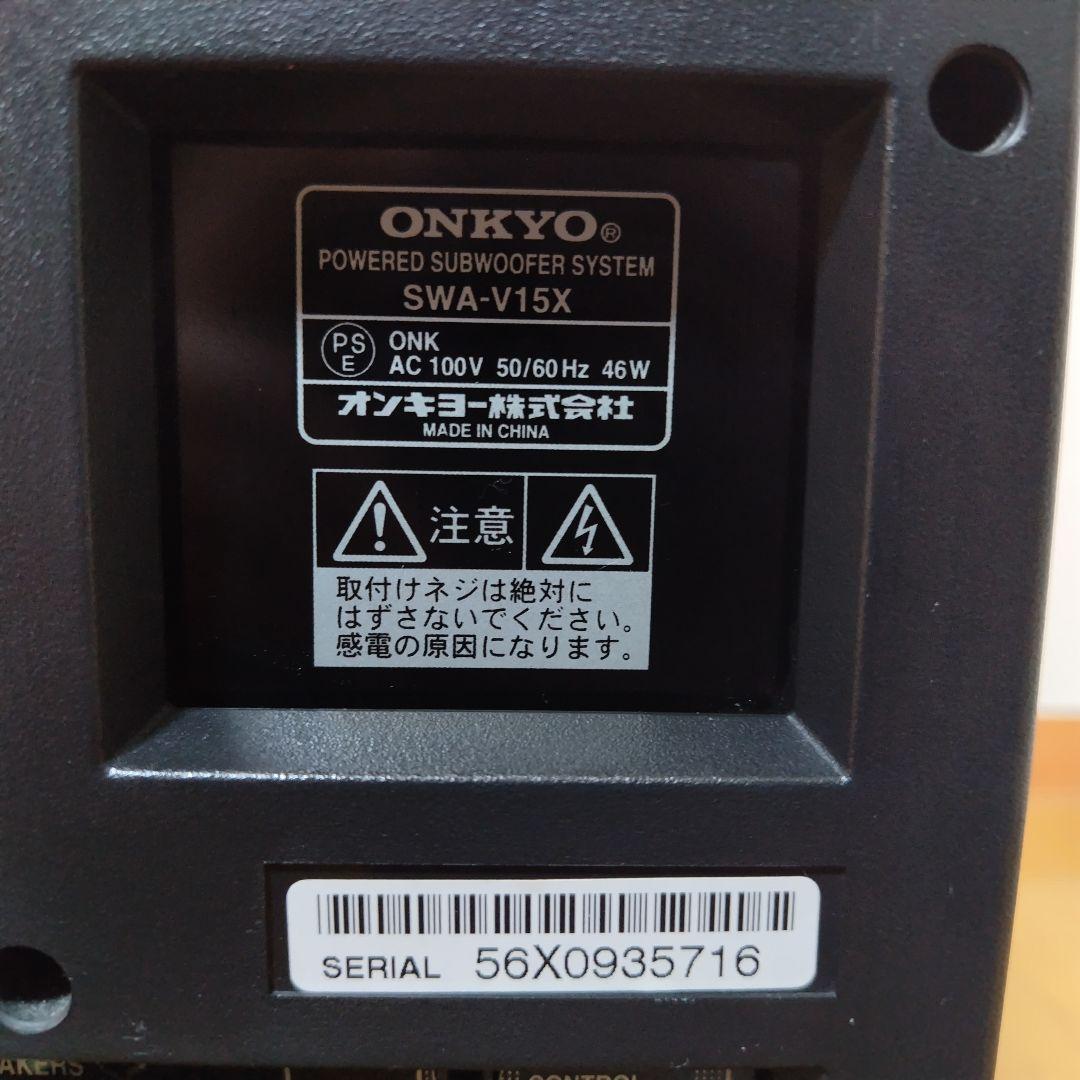 ONKYO®
POWERED SUBWOOFER SYSTEM
SWA-V15X
PS
E
ONK
AC 100V 50/60Hz 46W
オンキヨー株式会社
MADE IN CHINA
注意
取付けネジは絶対に
はずさないでください。
感電の原因になります。
SERIAL 56X0935716
AKERS
CONTROL